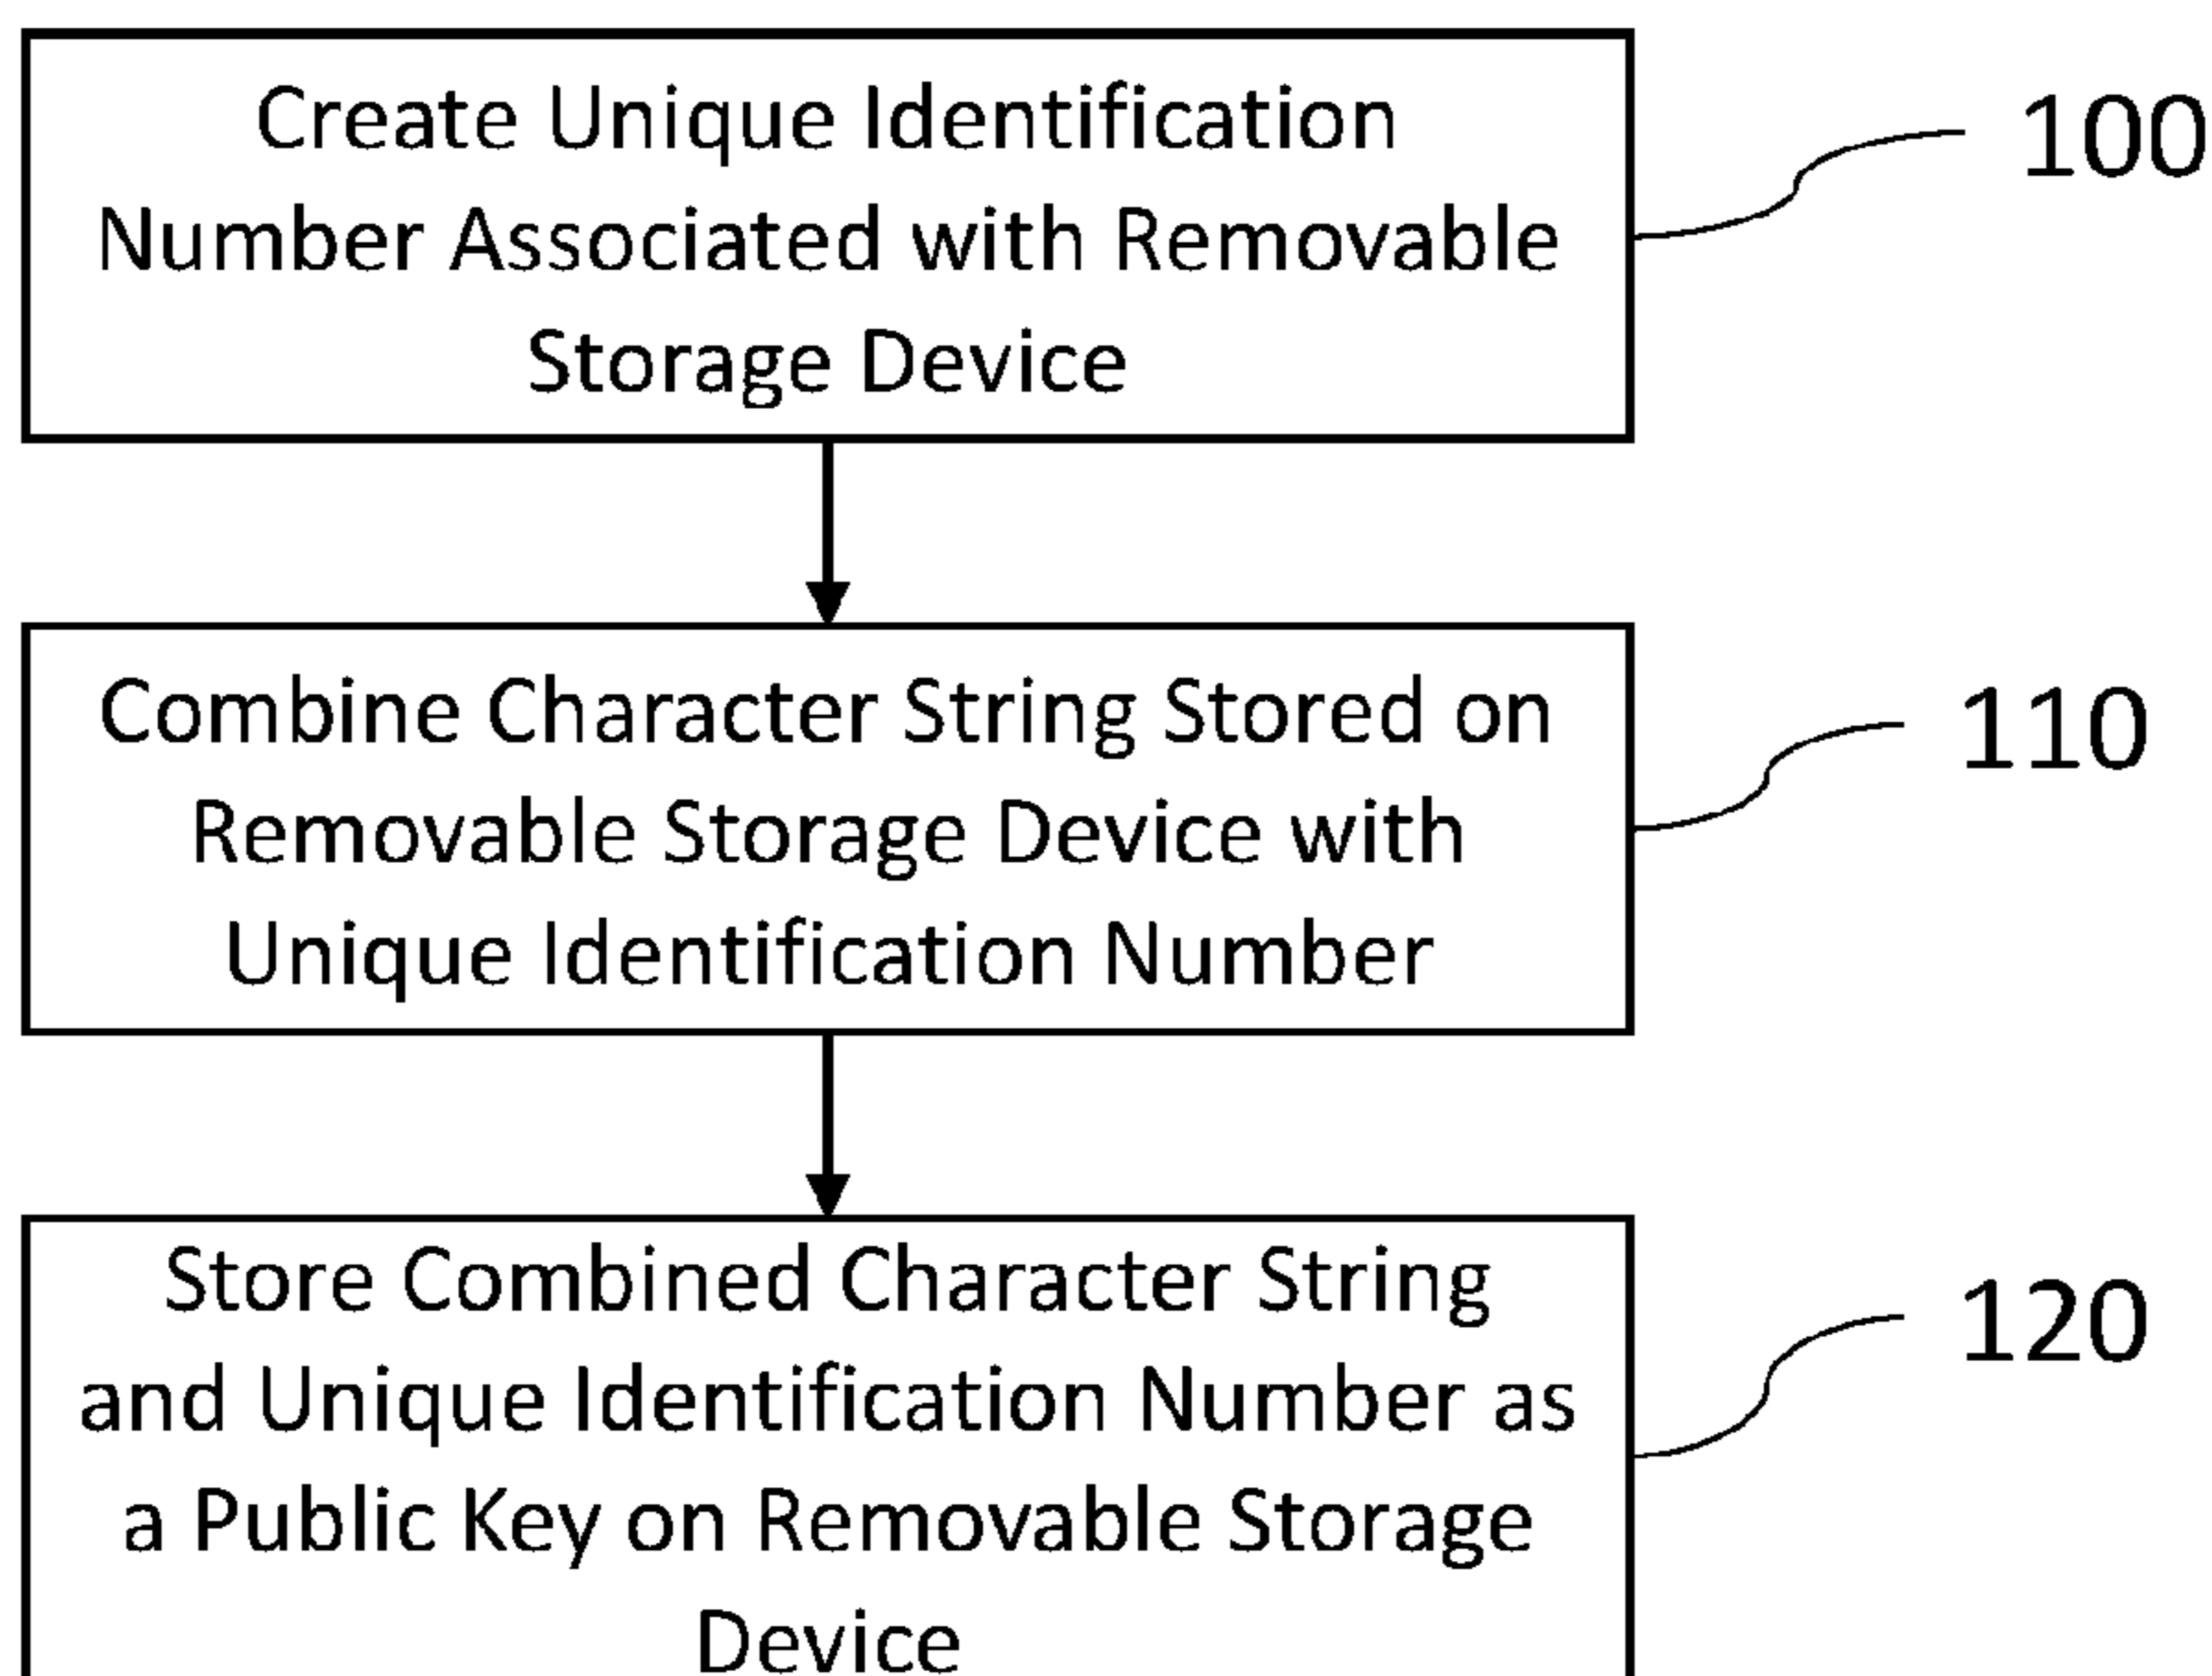 Create Unique Identification
Number Associated with Removable
Storage Device
100
Combine Character String Stored on
Removable Storage Device with
Unique Identification Number
110
Store Combined Character String
and Unique Identification Number as
a Public Key on Removable Storage
Device
120